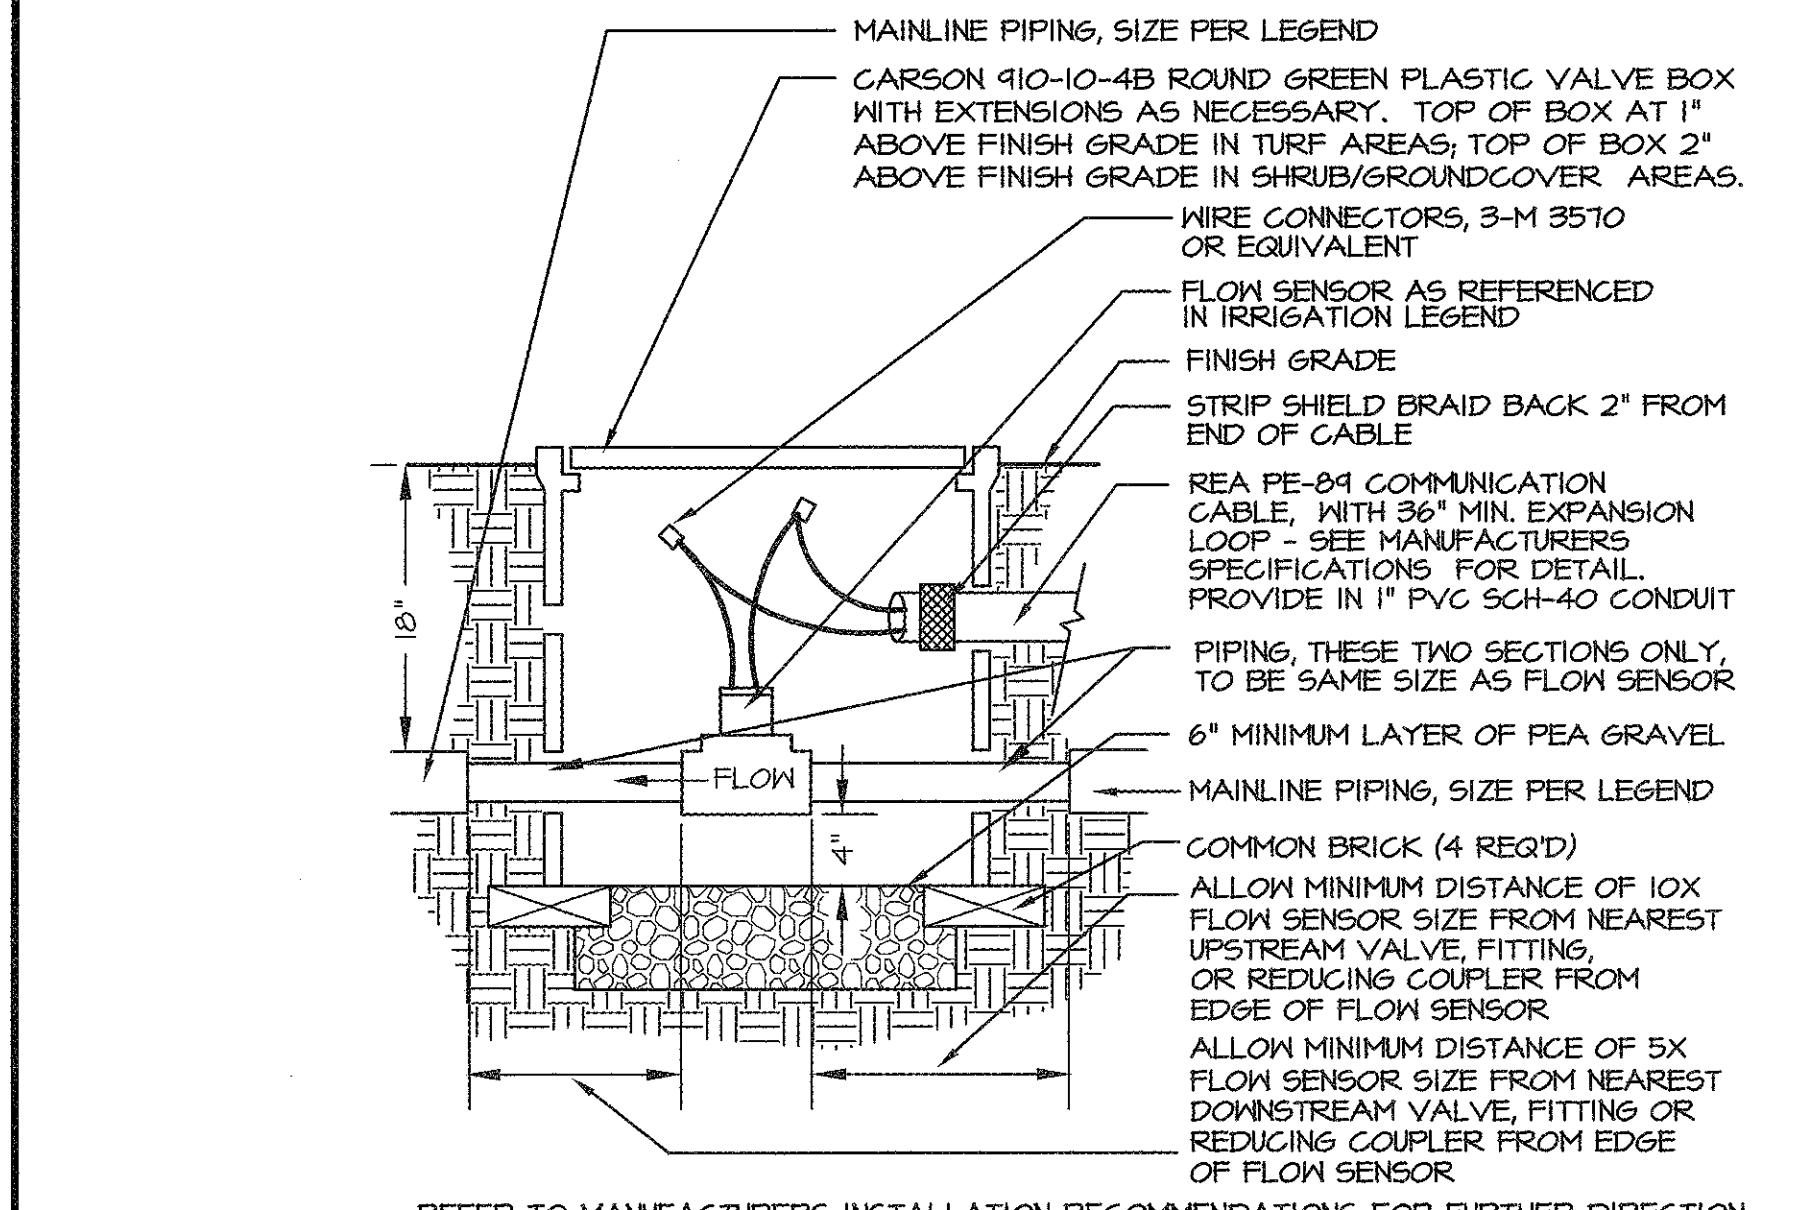 MAINLINE PIPING, SIZE PER LEGEND
CARSON 910-10-4B ROUND GREEN PLASTIC VALVE BOX
WITH EXTENSIONS AS NECESSARY. TOP OF BOX AT 1"
ABOVE FINISH GRADE IN TURF AREAS; TOP OF BOX 2"
ABOVE FINISH GRADE IN SHRUB/GROUNDCOVER AREAS.
WIRE CONNECTORS, 3-M 3570
OR EQUIVALENT
FLOW SENSOR AS REFERENCED
IN IRRIGATION LEGEND
FINISH GRADE
STRIP SHIELD BRAID BACK 2" FROM
END OF CABLE
REA PE-89 COMMUNICATION
CABLE, WITH 36" MIN. EXPANSION
LOOP - SEE MANUFACTURERS
SPECIFICATIONS FOR DETAIL.
PROVIDE IN 1" PVC SCH-40 CONDUIT
18"
PIPING, THESE TWO SECTIONS ONLY,
TO BE SAME SIZE AS FLOW SENSOR
6" MINIMUM LAYER OF PEA GRAVEL
FLOW
MAINLINE PIPING, SIZE PER LEGEND
4"
COMMON BRICK (4 REQ'D)
ALLOW MINIMUM DISTANCE OF 10X
FLOW SENSOR SIZE FROM NEAREST
UPSTREAM VALVE, FITTING,
OR REDUCING COUPLER FROM
EDGE OF FLOW SENSOR
ALLOW MINIMUM DISTANCE OF 5X
FLOW SENSOR SIZE FROM NEAREST
DOWNSTREAM VALVE, FITTING OR
REDUCING COUPLER FROM EDGE
OF FLOW SENSOR
REFER TO MANUFACTURERS INSTALLATION RECOMMENDATIONS FOR FURTHER DIRECTION